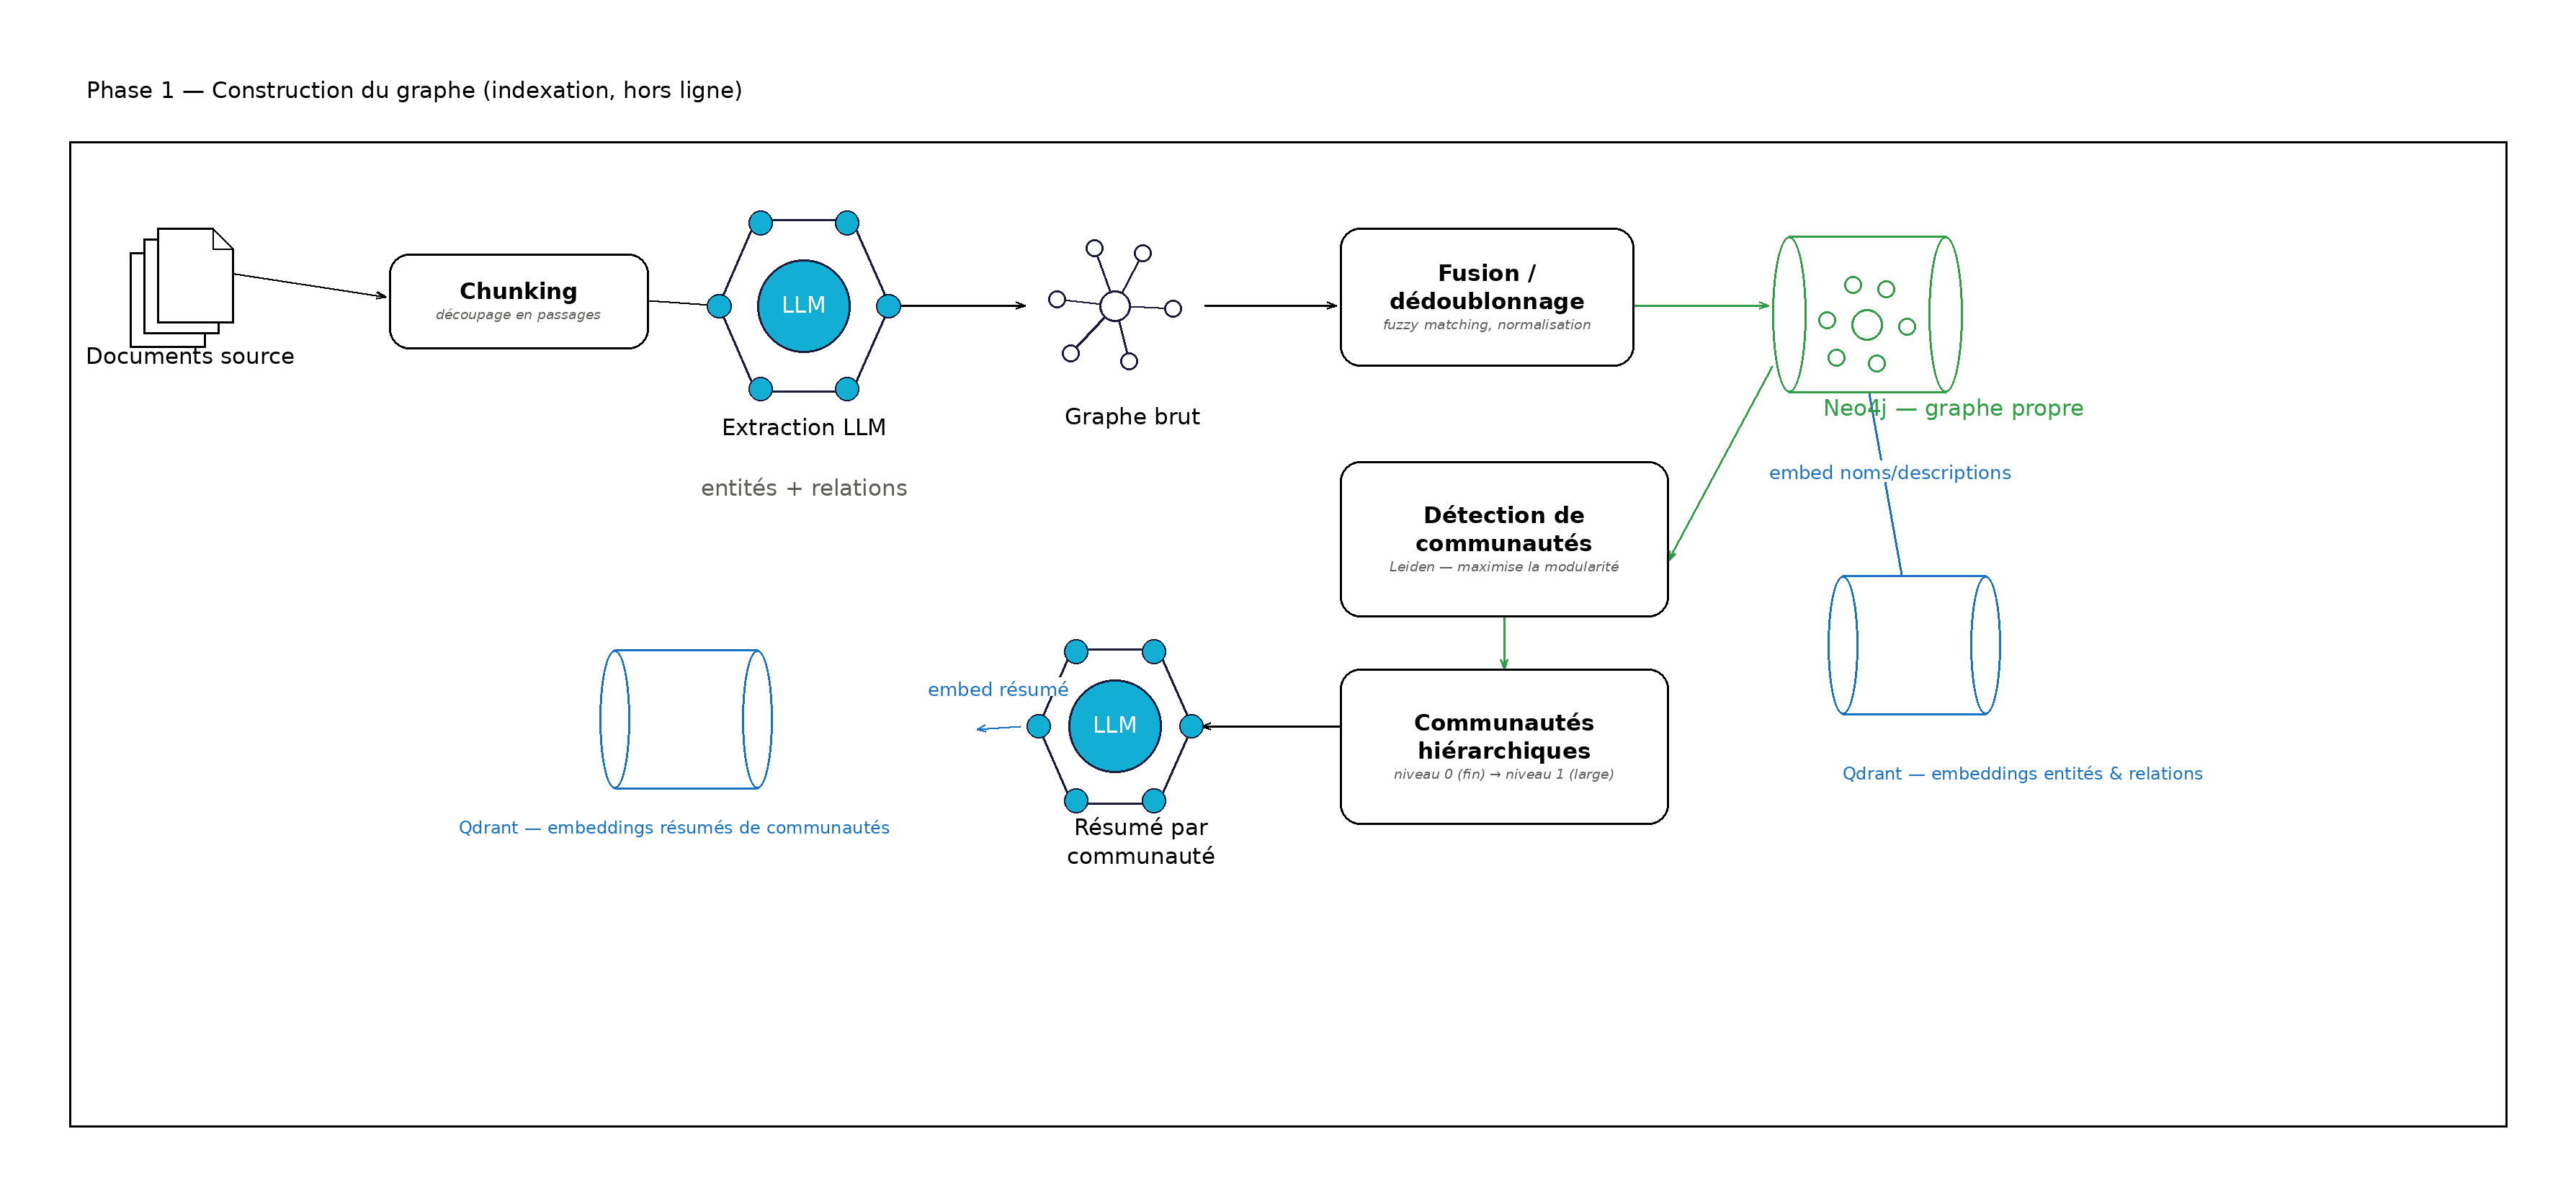 Phase 1 — Construction du graphe (indexation, hors ligne)
Documents source
Chunking
découpage en passages
LLM
Extraction LLM
entités + relations
Graphe brut
Fusion /
dédoublonnage
fuzzy matching, normalisation
Neo4j — graphe propre
embed noms/descriptions
Détection de
communautés
Leiden — maximise la modularité
Qdrant — embeddings entités & relations
Communautés
hiérarchiques
niveau 0 (fin) → niveau 1 (large)
embed résumé
LLM
Résumé par
communauté
Qdrant — embeddings résumés de communautés